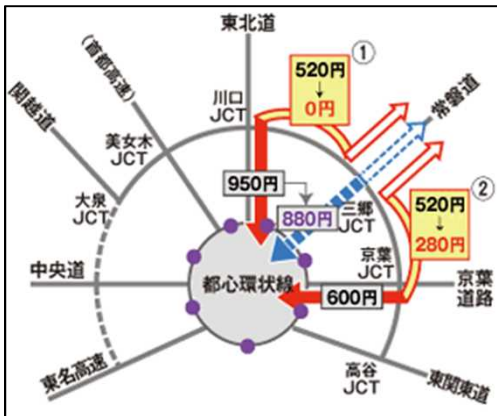 東北道
①
(首都高速)
520円
↓
0円
常磐道
関越道
川口
JCT
美女木
JCT
大泉
JCT
950円
880円
三郷
JCT
②
520円
↓
280円
中央道
都心環状線
京葉
JCT
600円
京葉
道路
東名高速
高谷
JCT
東関東道